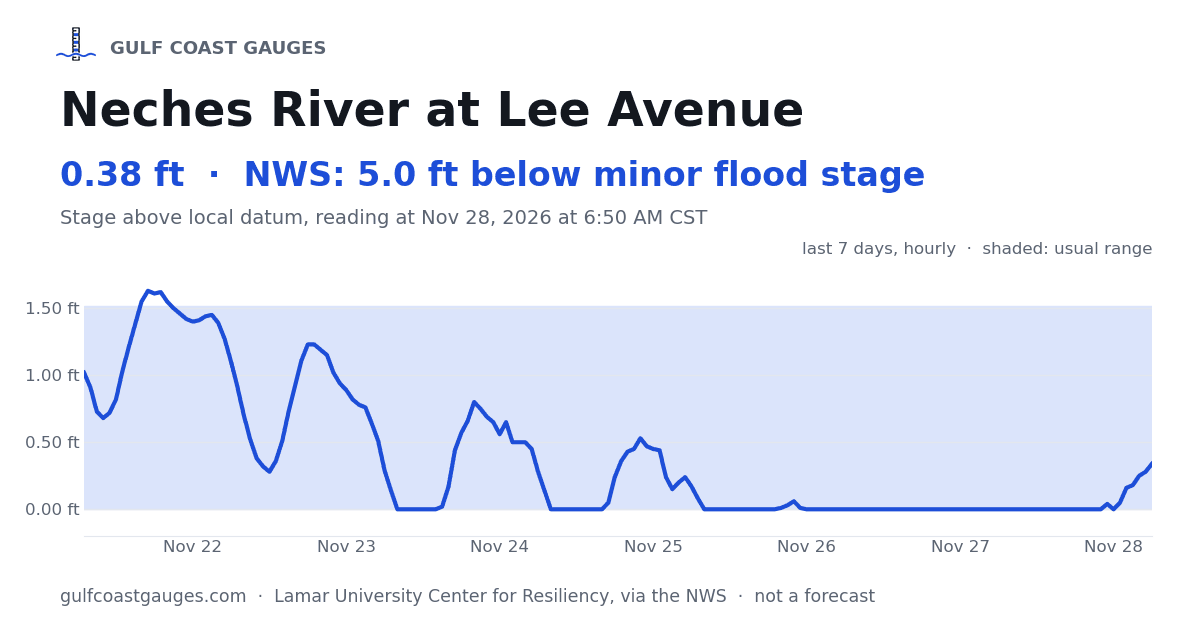 GULF COAST GAUGES
Neches River at Lee Avenue
0.38 ft · NWS: 5.0 ft below minor flood stage
Stage above local datum, reading at Nov 28, 2026 at 6:50 AM CST
last 7 days, hourly · shaded: usual range
1.50 ft
1.00 ft
0.50 ft
0.00 ft
Nov 22 Nov 23 Nov 24 Nov 25 Nov 26 Nov 27 Nov 28
gulfcoastgauges.com · Lamar University Center for Resiliency, via the NWS · not a forecast